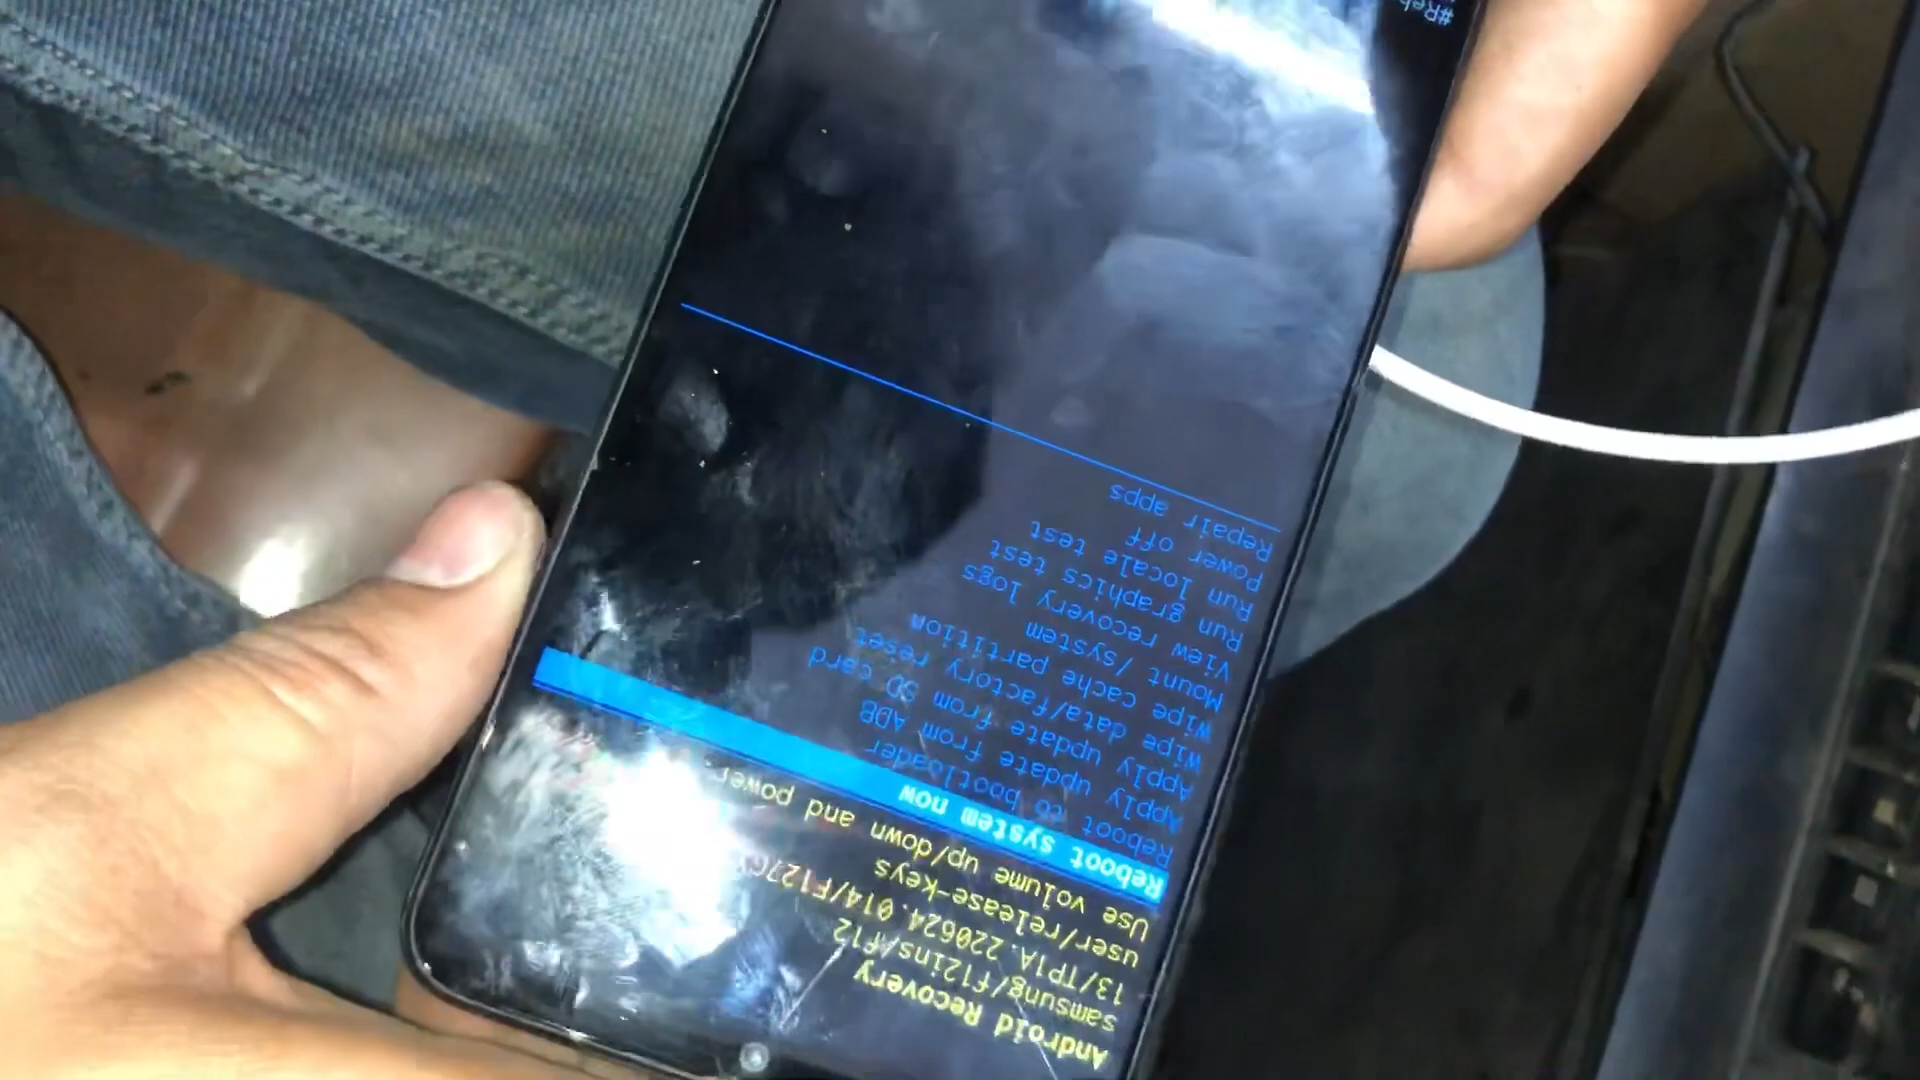 Android Recovery
samsung/f12ins/f12
13/TP1A.220624.014/F127G
user/release-keys
Use volume up/down and power.
Reboot system now
Reboot to bootloader
Apply update from ADB
Apply update from SD card
Wipe data/factory reset
Wipe cache partition
Mount /system
View recovery logs
Run graphics test
Run locale test
Power off
Repair apps
#Reb